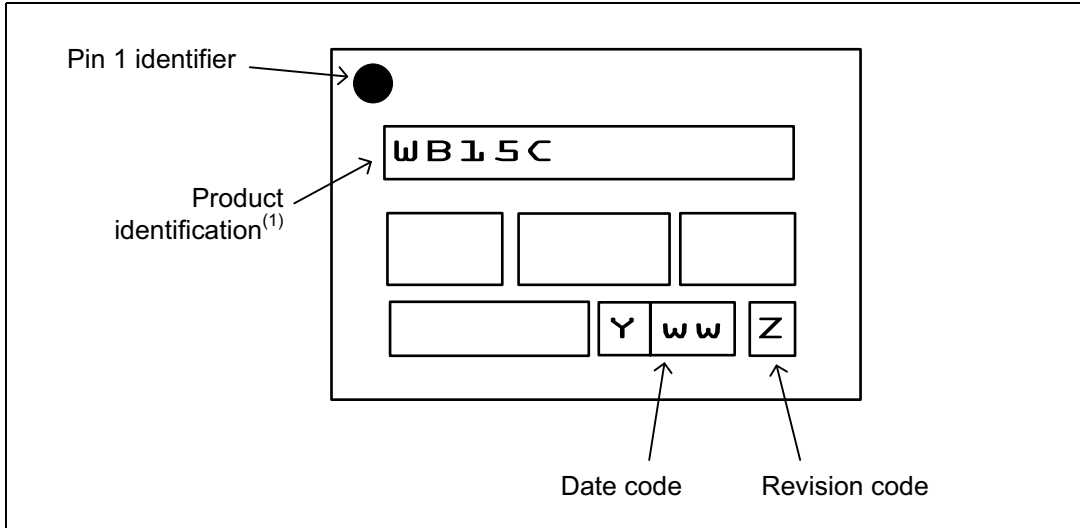 Pin 1 identifier
WB15C
Product
identification(1)
Y ww Z
Date code Revision code